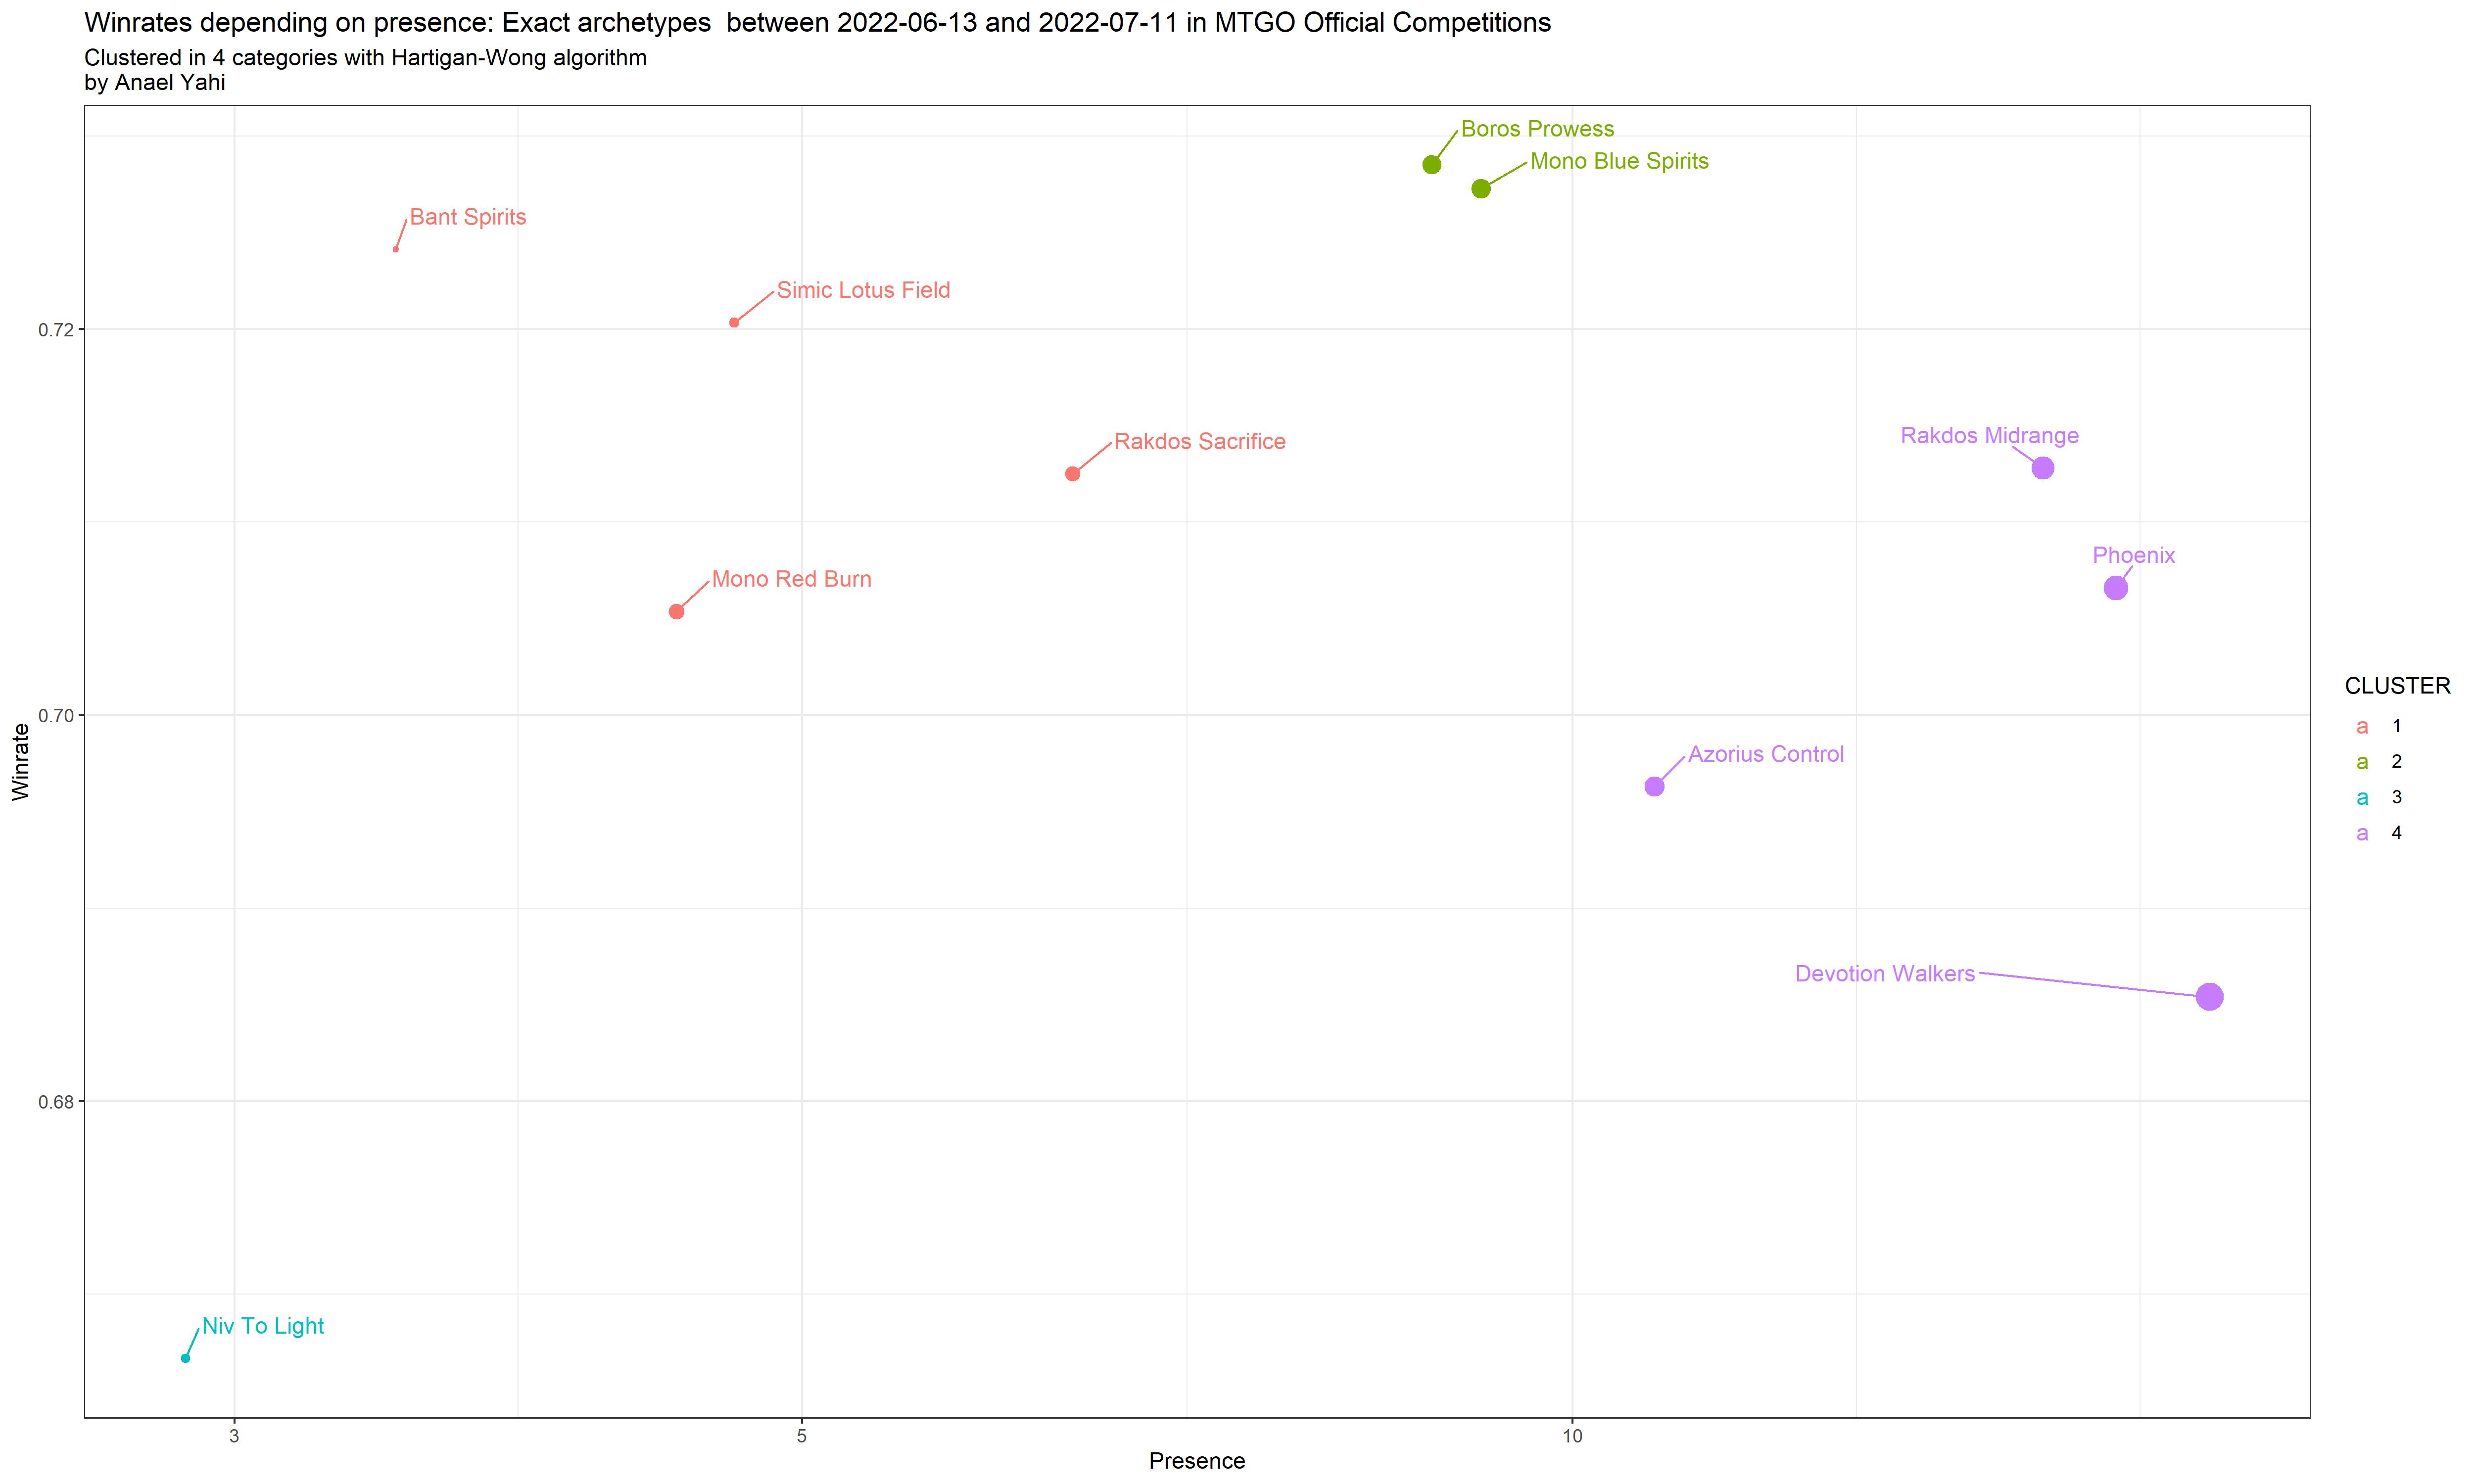 Winrates depending on presence: Exact archetypes  between 2022-06-13 and 2022-07-11 in MTGO Official Competitions
Clustered in 4 categories with Hartigan-Wong algorithm
by Anael Yahi
Boros Prowess
Mono Blue Spirits
Bant Spirits
Simic Lotus Field
0.72
Rakdos Midrange
Rakdos Sacrifice
Phoenix
Mono Red Burn
CLUSTER
0.70
a 1
Azorius Control
Winrate
a 2
a 3
a 4
Devotion Walkers
0.68
Niv To Light
3
5
10
Presence